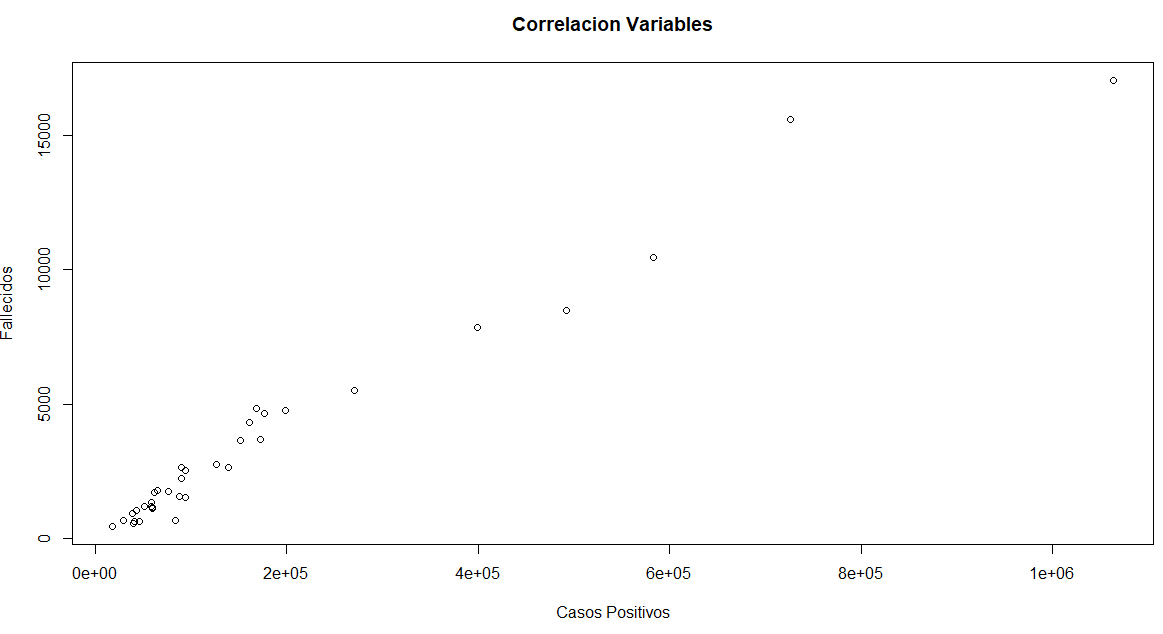 Correlacion Variables
Fallecidos
15000
10000
5000
0
0e+00 2e+05 4e+05 6e+05 8e+05 1e+06
Casos Positivos